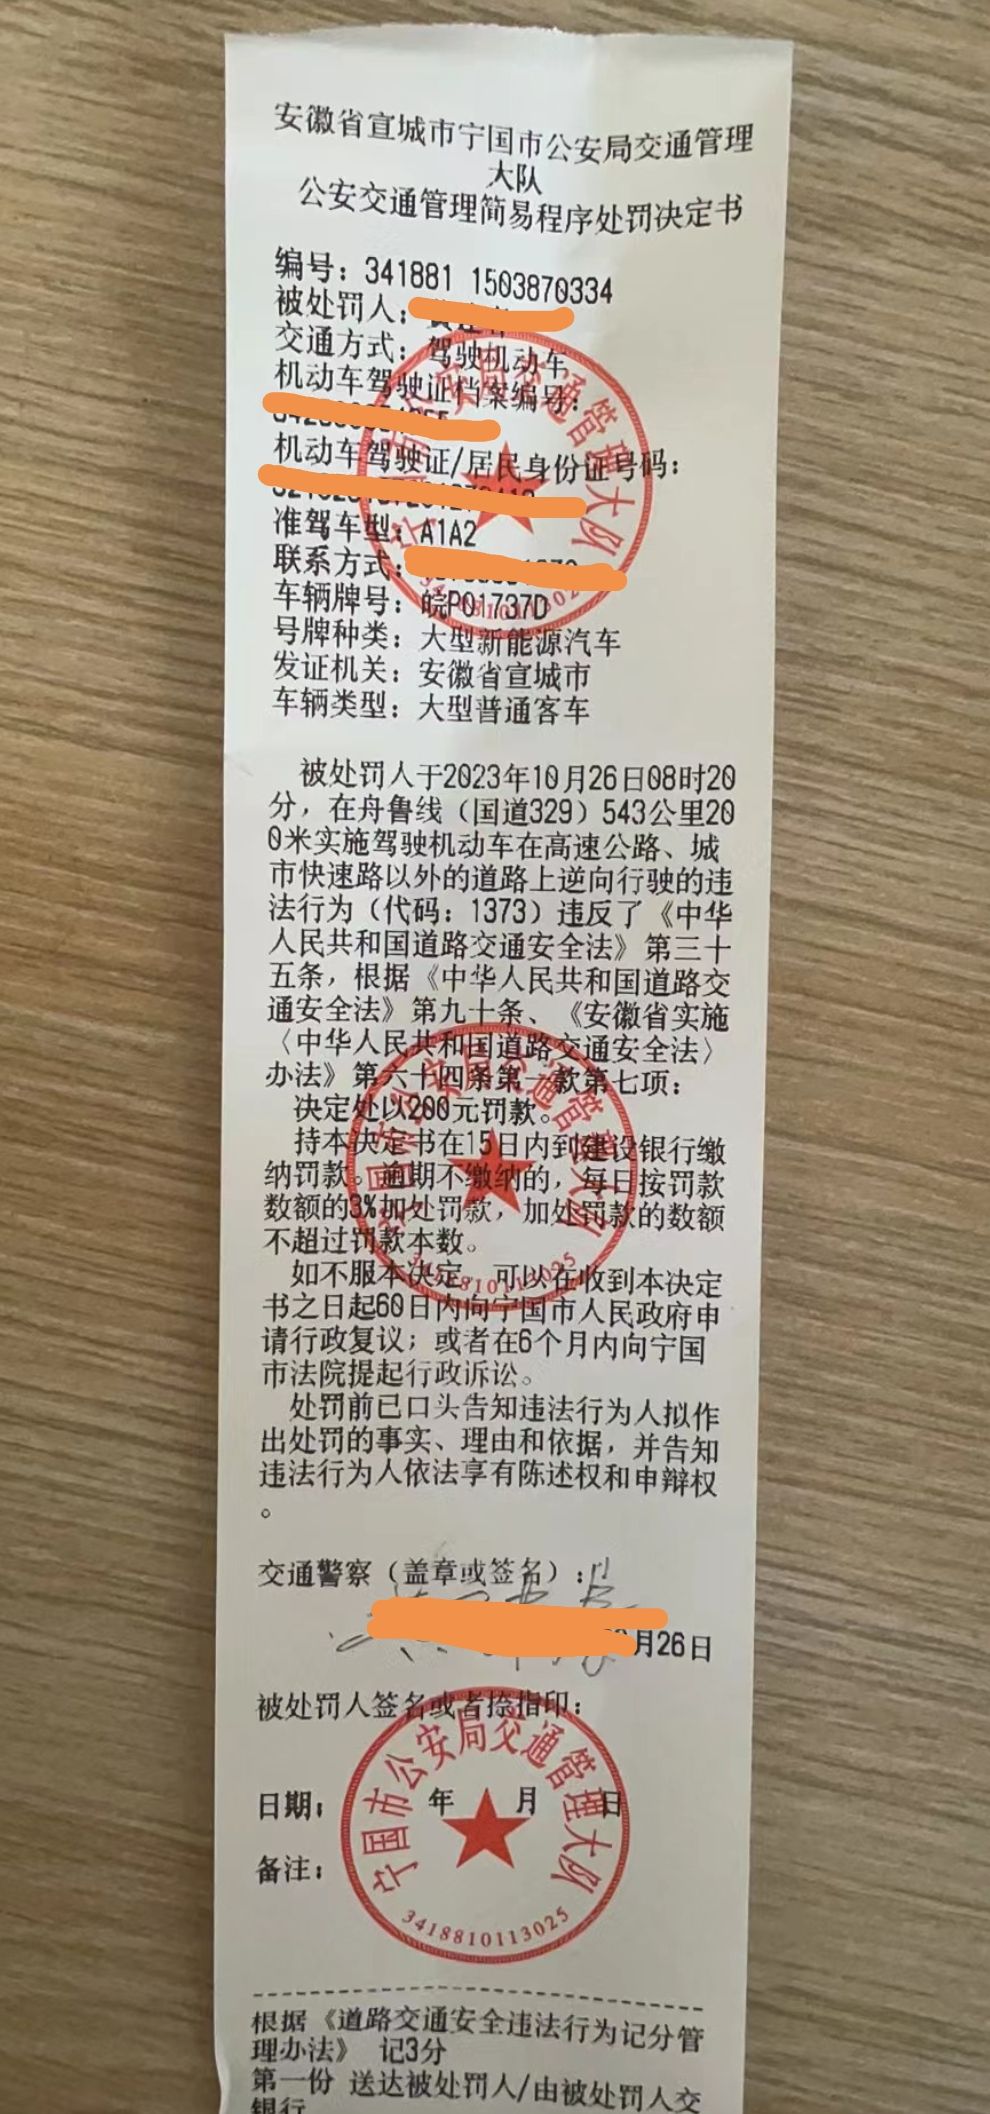 安徽省宣城市宁国市公安局交通管理
大队
公安交通管理简易程序处罚决定书
编号：341881 1503870334
被处罚人：
交通方式：驾驶机动车
机动车驾驶证档案编号：
机动车驾驶证/居民身份证号码：
准驾车型：A1A2
联系方式：
车辆牌号：皖P01737D
号牌种类：大型新能源汽车
发证机关：安徽省宣城市
车辆类型：大型普通客车
被处罚人于2023年10月26日08时20
分，在舟鲁线（国道329）543公里20
0米实施驾驶机动车在高速公路、城
市快速路以外的道路上逆向行驶的违
法行为（代码：1373）违反了《中华
人民共和国道路交通安全法》第三十
五条，根据《中华人民共和国道路交
通安全法》第九十条、《安徽省实施
〈中华人民共和国道路交通安全法〉
办法》第六十四条第一款第七项：
决定处以200元罚款。
持本决定书在15日内到建设银行缴
纳罚款。逾期不缴纳的，每日按罚款
数额的3%加处罚款，加处罚款的数额
不超过罚款本数。
如不服本决定，可以在收到本决定
书之日起60日内向宁国市人民政府申
请行政复议；或者在6个月内向宁国
市法院提起行政诉讼。
处罚前已口头告知违法行为人拟作
出处罚的事实、理由和依据，并告知
违法行为人依法享有陈述权和申辩权
。
交通警察（盖章或签名）：
月26日
被处罚人签名或者捺指印：
日期： 年 月 日
备注：
宁国市公安局交通管理大队
3418810113025
根据《道路交通安全违法行为记分管
理办法》 记3分
第一份 送达被处罚人/由被处罚人交
银行